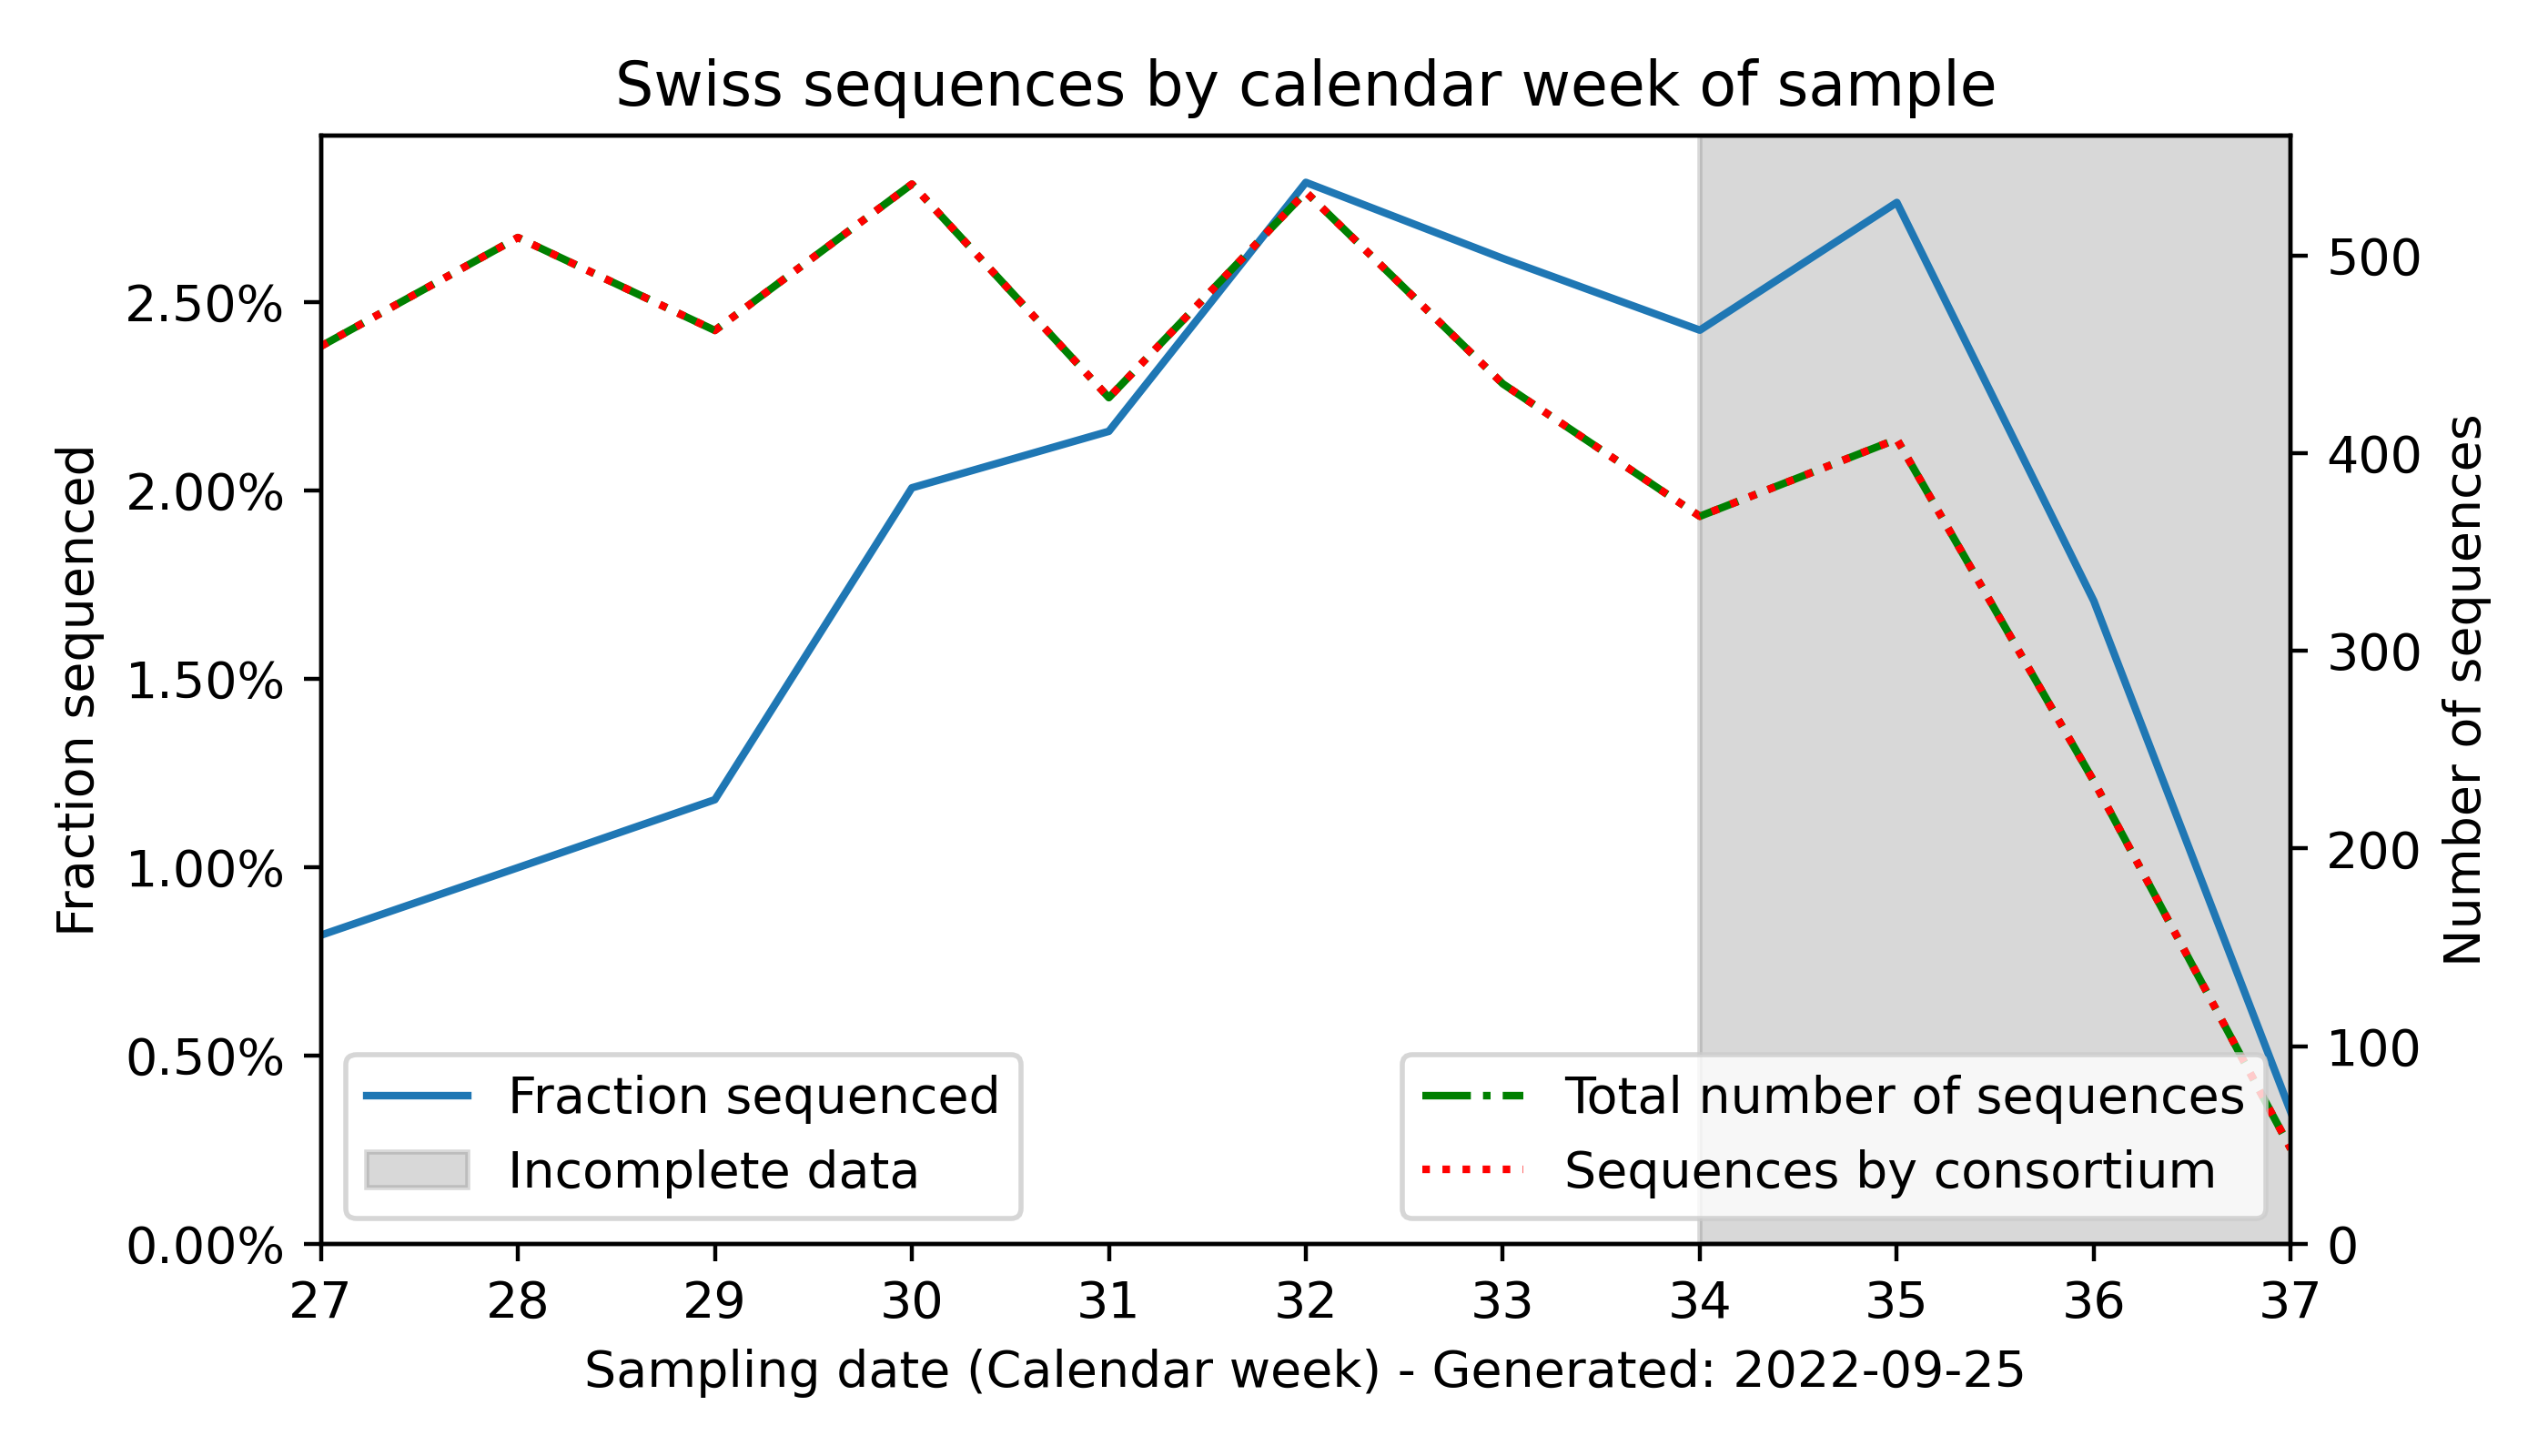 Swiss sequences by calendar week of sample
Fraction sequenced
2.50%
2.00%
1.50%
1.00%
0.50%
0.00%
500
400
300
200
100
0
Number of sequences
Fraction sequenced
Incomplete data
Total number of sequences
Sequences by consortium
27 28 29 30 31 32 33 34 35 36 37
Sampling date (Calendar week) - Generated: 2022-09-25